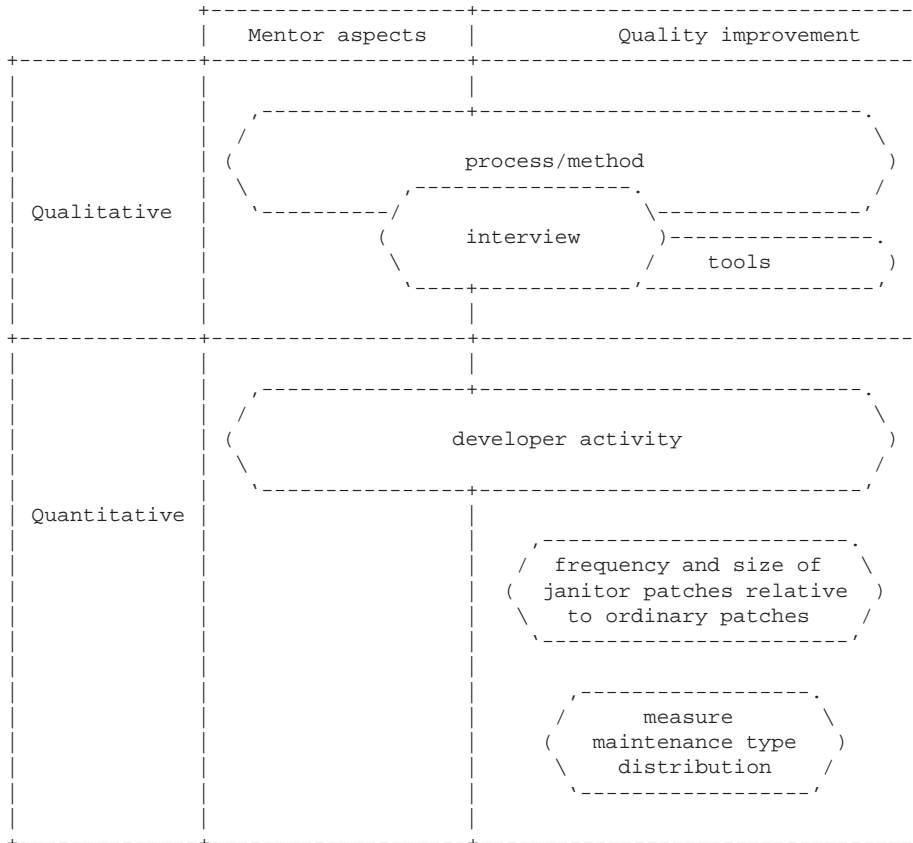 Mentor aspects
Quality improvement
process/method
Qualitative
interview
tools
developer activity
Quantitative
frequency and size of
janitor patches relative
to ordinary patches
measure
maintenance type
distribution